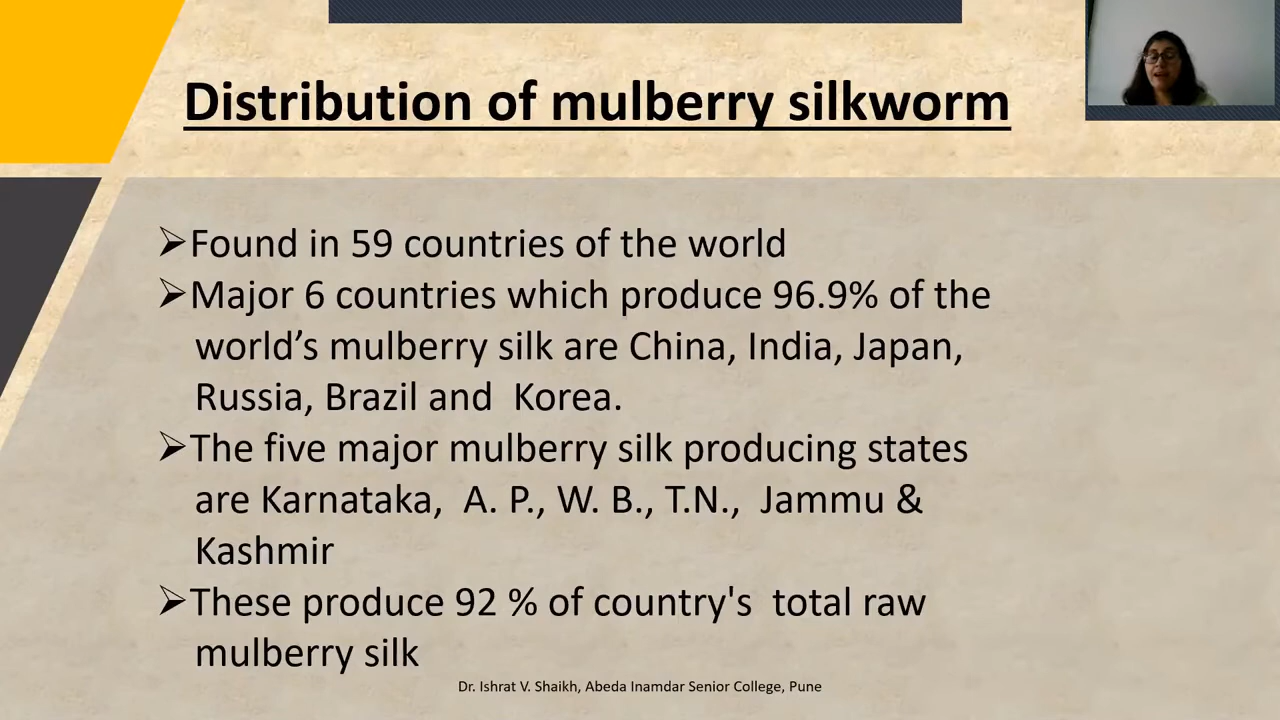 Distribution of mulberry silkworm
➢Found in 59 countries of the world
➢Major 6 countries which produce 96.9% of the
world’s mulberry silk are China, India, Japan,
Russia, Brazil and  Korea.
➢The five major mulberry silk producing states
are Karnataka,  A. P., W. B., T.N.,  Jammu &
Kashmir
➢These produce 92 % of country's  total raw
mulberry silk
Dr. Ishrat V. Shaikh, Abeda Inamdar Senior College, Pune